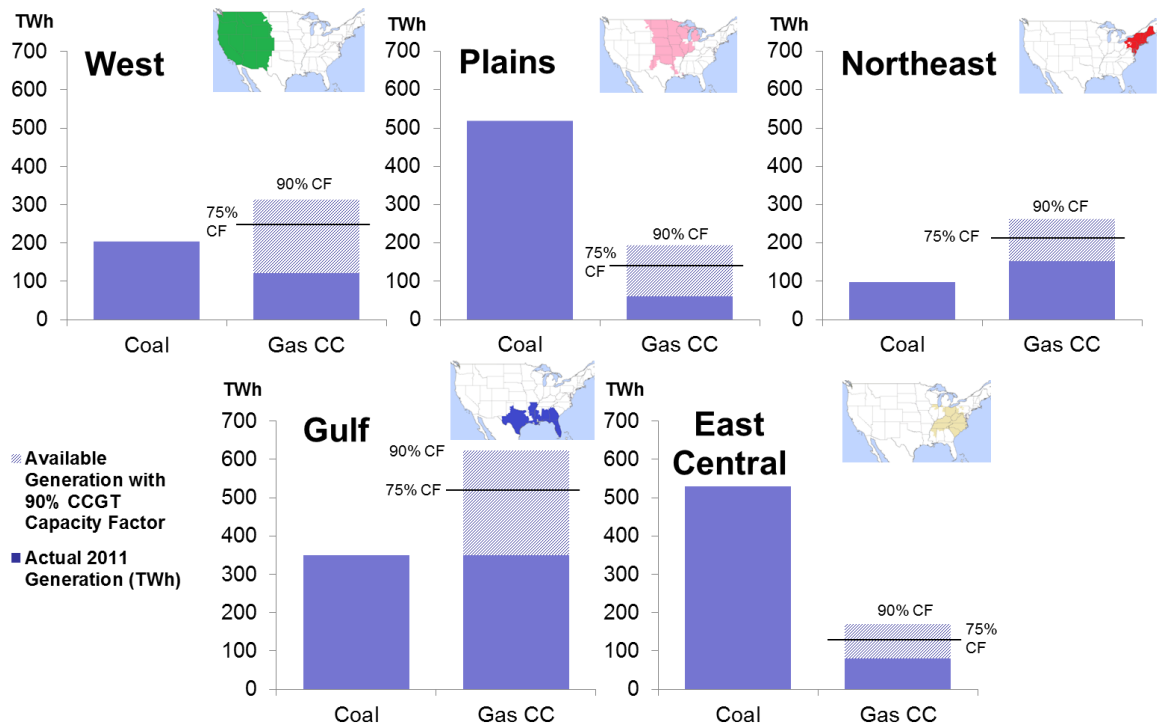 TWh
West
700
600
500
400
300
200
100
0
90% CF
75%
CF
Coal
Gas CC
Plains
700
600
500
400
300
200
100
0
TWh
90% CF
75%
CF
Coal
Gas CC
TWh
Northeast
700
600
500
400
300
200
100
0
90% CF
75% CF
Coal
Gas CC
Available
Generation with
90% CCGT
Capacity Factor
Actual 2011
Generation (TWh)
TWh
Gulf
700
600
500
400
300
200
100
0
90% CF
75% CF
Coal
Gas CC
TWh
East
Central
700
600
500
400
300
200
100
0
90% CF
75%
CF
Coal
Gas CC